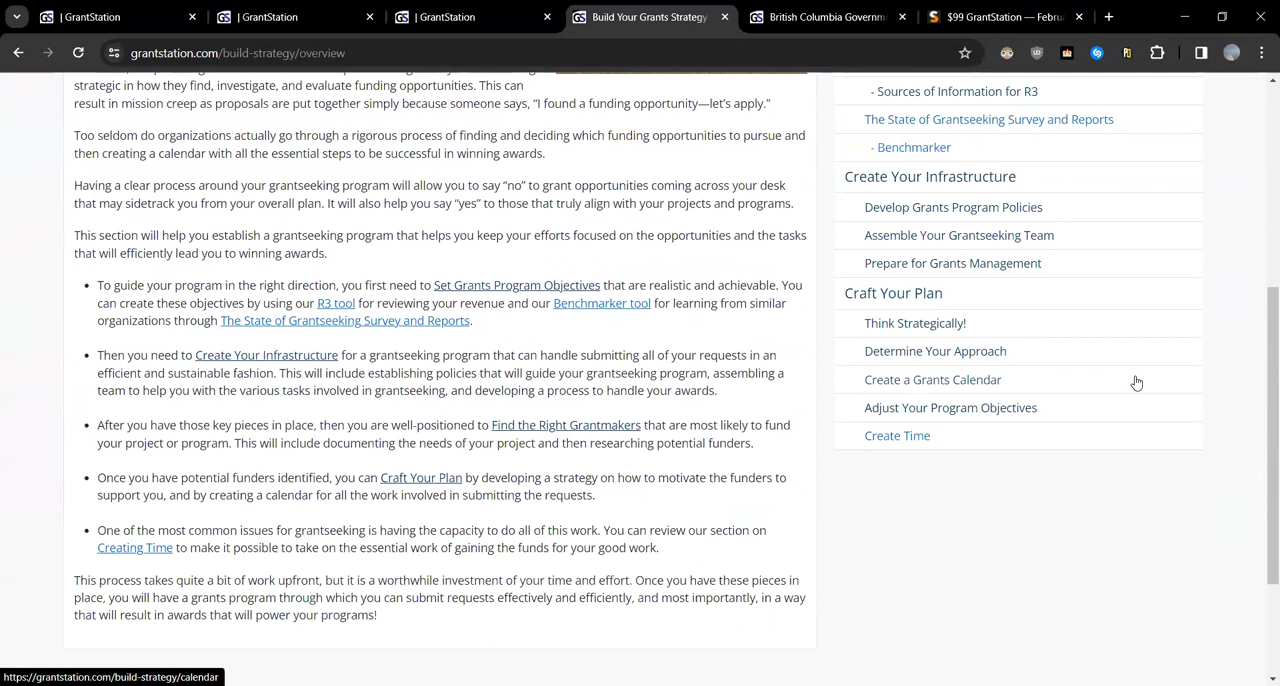 | GrantStation
| GrantStation
| GrantStation
Build Your Grants Strategy
British Columbia Governm
$99 GrantStation — Febru
grantstation.com/build-strategy/overview
strategic in how they find, investigate, and evaluate funding opportunities. This can
result in mission creep as proposals are put together simply because someone says, “I found a funding opportunity—let’s apply.”
Too seldom do organizations actually go through a rigorous process of finding and deciding which funding opportunities to pursue and
then creating a calendar with all the essential steps to be successful in winning awards.
Having a clear process around your grantseeking program will allow you to say “no” to grant opportunities coming across your desk
that may sidetrack you from your overall plan. It will also help you say “yes” to those that truly align with your projects and programs.
This section will help you establish a grantseeking program that helps you keep your efforts focused on the opportunities and the tasks
that will efficiently lead you to winning awards.
• To guide your program in the right direction, you first need to Set Grants Program Objectives that are realistic and achievable. You
can create these objectives by using our R3 tool for reviewing your revenue and our Benchmarker tool for learning from similar
organizations through The State of Grantseeking Survey and Reports.
• Then you need to Create Your Infrastructure for a grantseeking program that can handle submitting all of your requests in an
efficient and sustainable fashion. This will include establishing policies that will guide your grantseeking program, assembling a
team to help you with the various tasks involved in grantseeking, and developing a process to handle your awards.
• After you have those key pieces in place, then you are well-positioned to Find the Right Grantmakers that are most likely to fund
your project or program. This will include documenting the needs of your project and then researching potential funders.
• Once you have potential funders identified, you can Craft Your Plan by developing a strategy on how to motivate the funders to
support you, and by creating a calendar for all the work involved in submitting the requests.
• One of the most common issues for grantseeking is having the capacity to do all of this work. You can review our section on
Creating Time to make it possible to take on the essential work of gaining the funds for your good work.
This process takes quite a bit of work upfront, but it is a worthwhile investment of your time and effort. Once you have these pieces in
place, you will have a grants program through which you can submit requests effectively and efficiently, and most importantly, in a way
that will result in awards that will power your programs!
- Sources of Information for R3
The State of Grantseeking Survey and Reports
- Benchmarker
Create Your Infrastructure
Develop Grants Program Policies
Assemble Your Grantseeking Team
Prepare for Grants Management
Craft Your Plan
Think Strategically!
Determine Your Approach
Create a Grants Calendar
Adjust Your Program Objectives
Create Time
https://grantstation.com/build-strategy/calendar